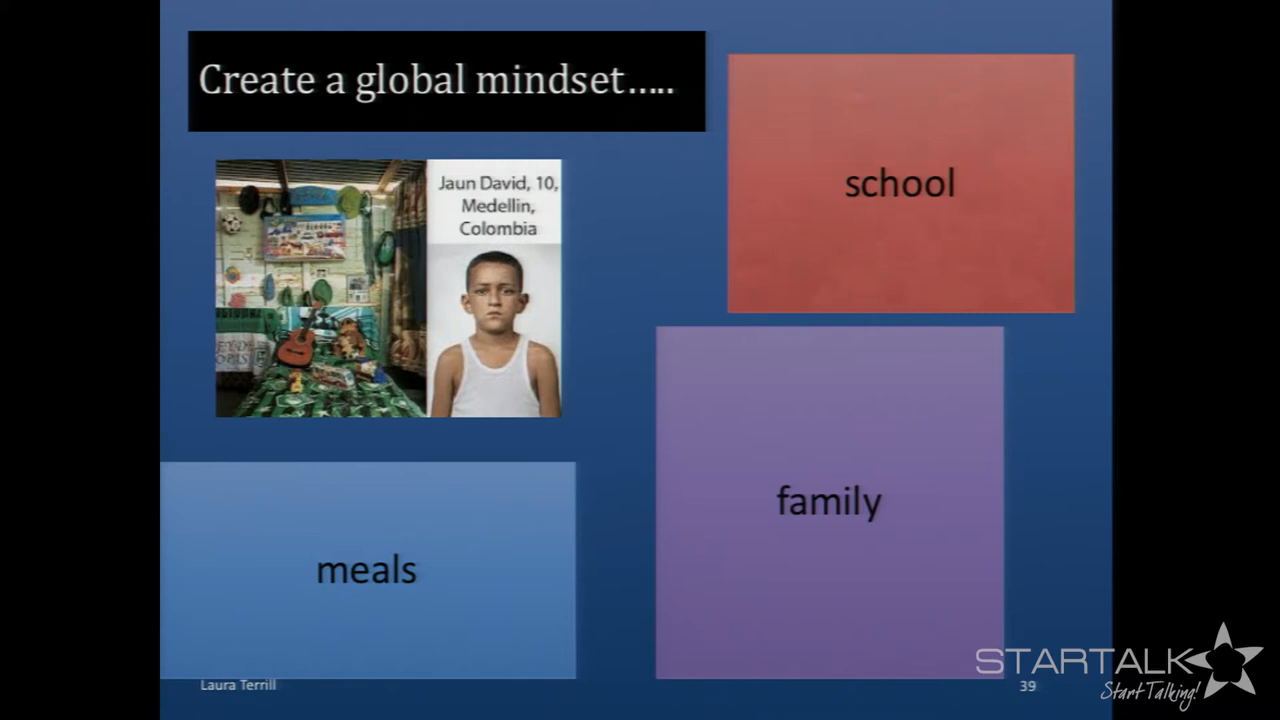 Create a global mindset.....
school
Jaun David, 10,
Medellin,
Colombia
family
meals
Laura Terrill
39
STARTALK
Start Talking!